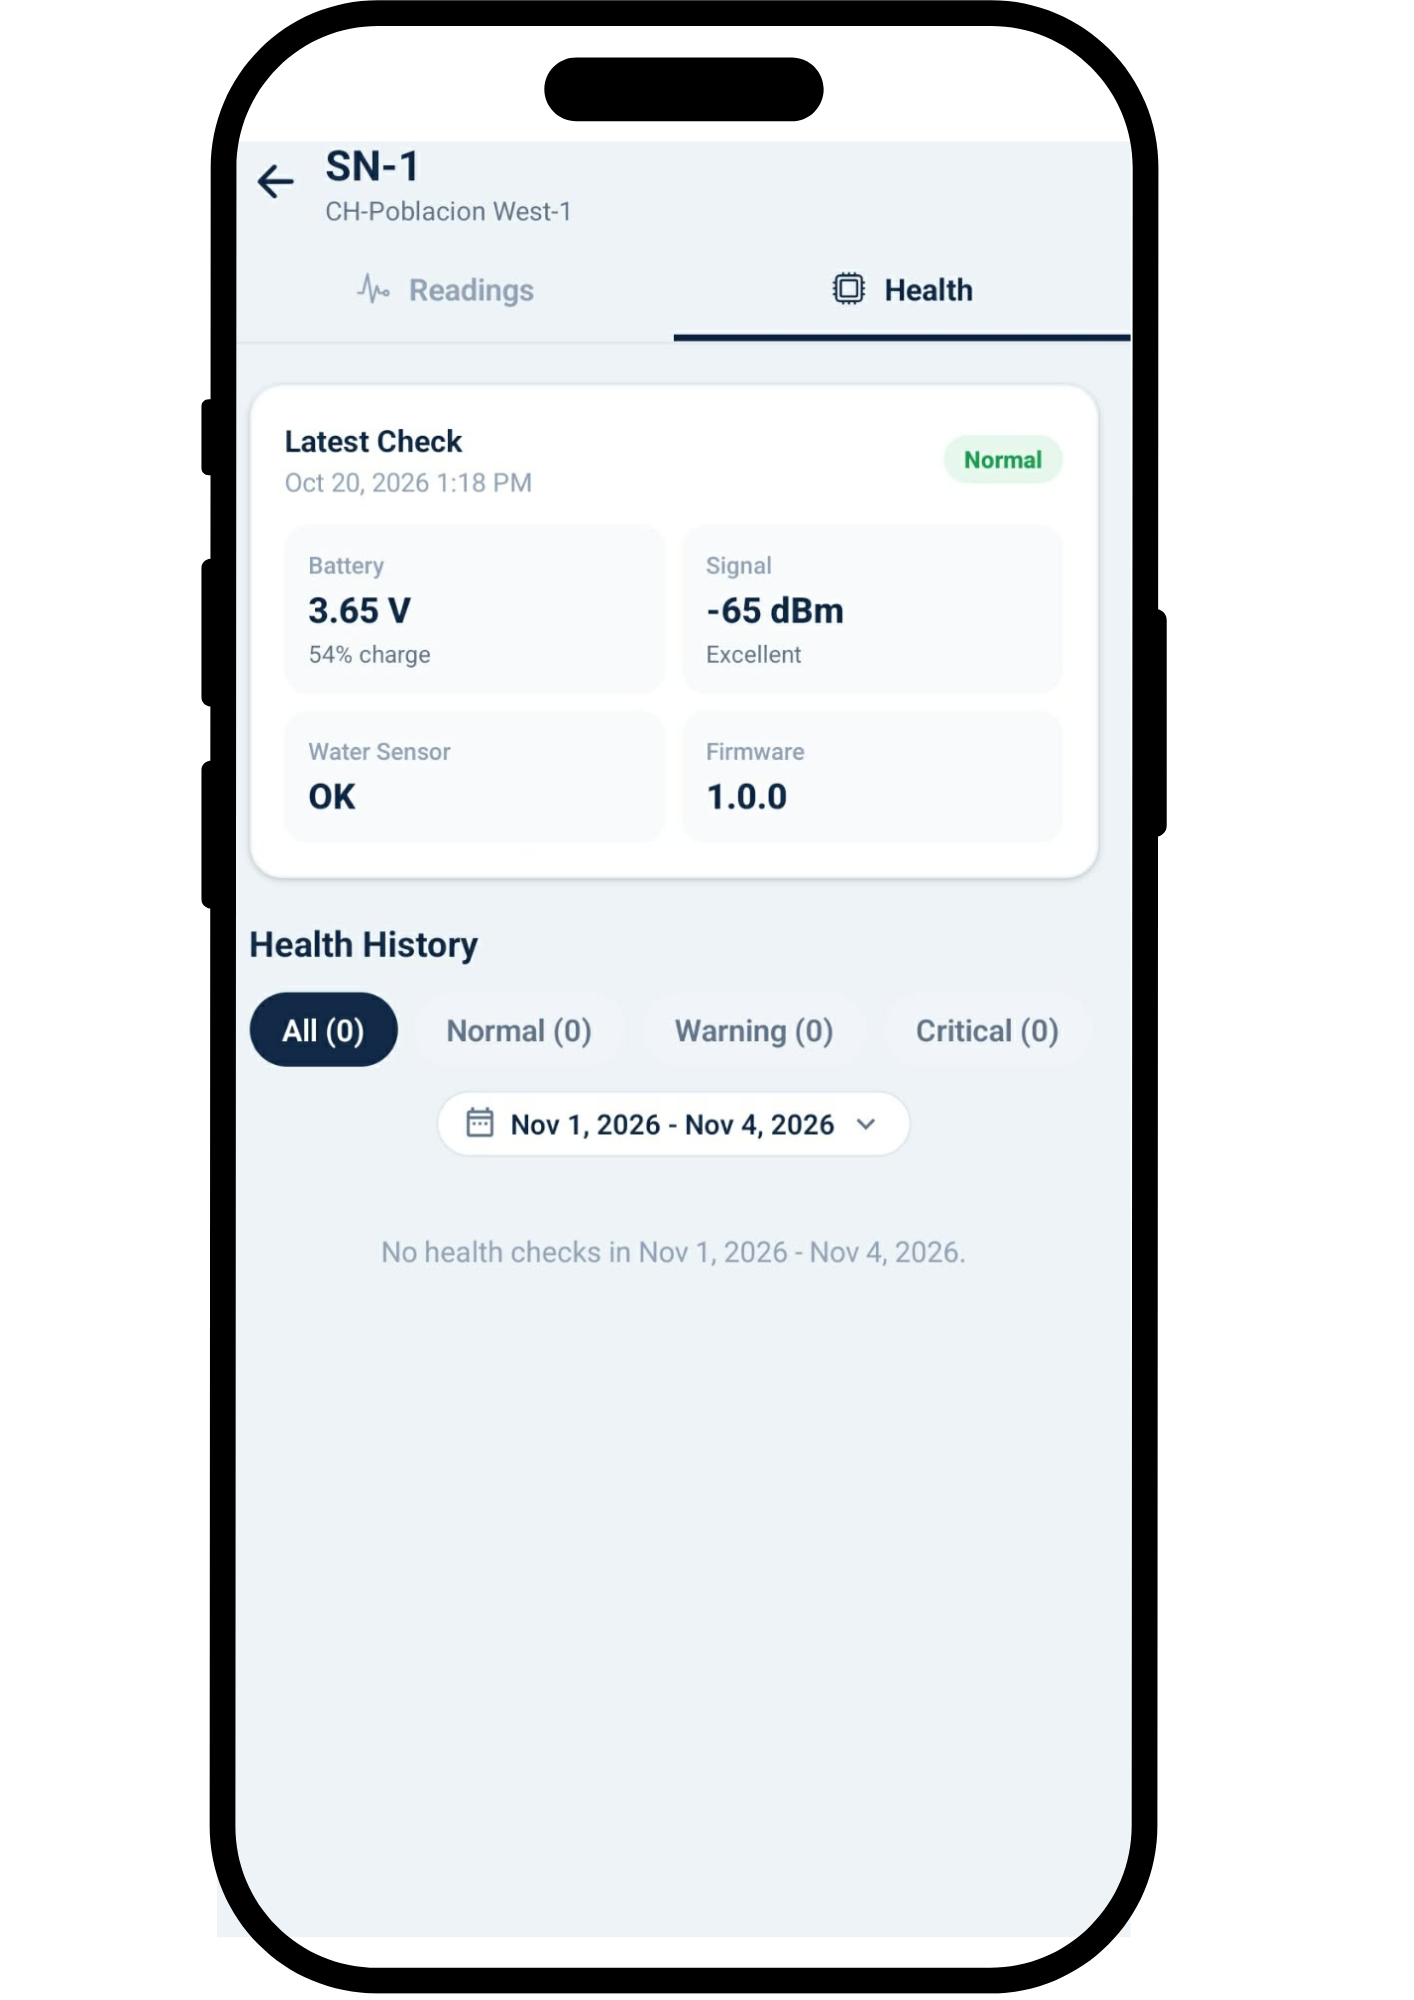 SN-1
CH-Poblacion West-1
Readings
Health
Latest Check
Oct 20, 2026 1:18 PM
Normal
Battery
3.65 V
54% charge
Signal
-65 dBm
Excellent
Water Sensor
OK
Firmware
1.0.0
Health History
All (0)
Normal (0)
Warning (0)
Critical (0)
Nov 1, 2026 - Nov 4, 2026
No health checks in Nov 1, 2026 - Nov 4, 2026.